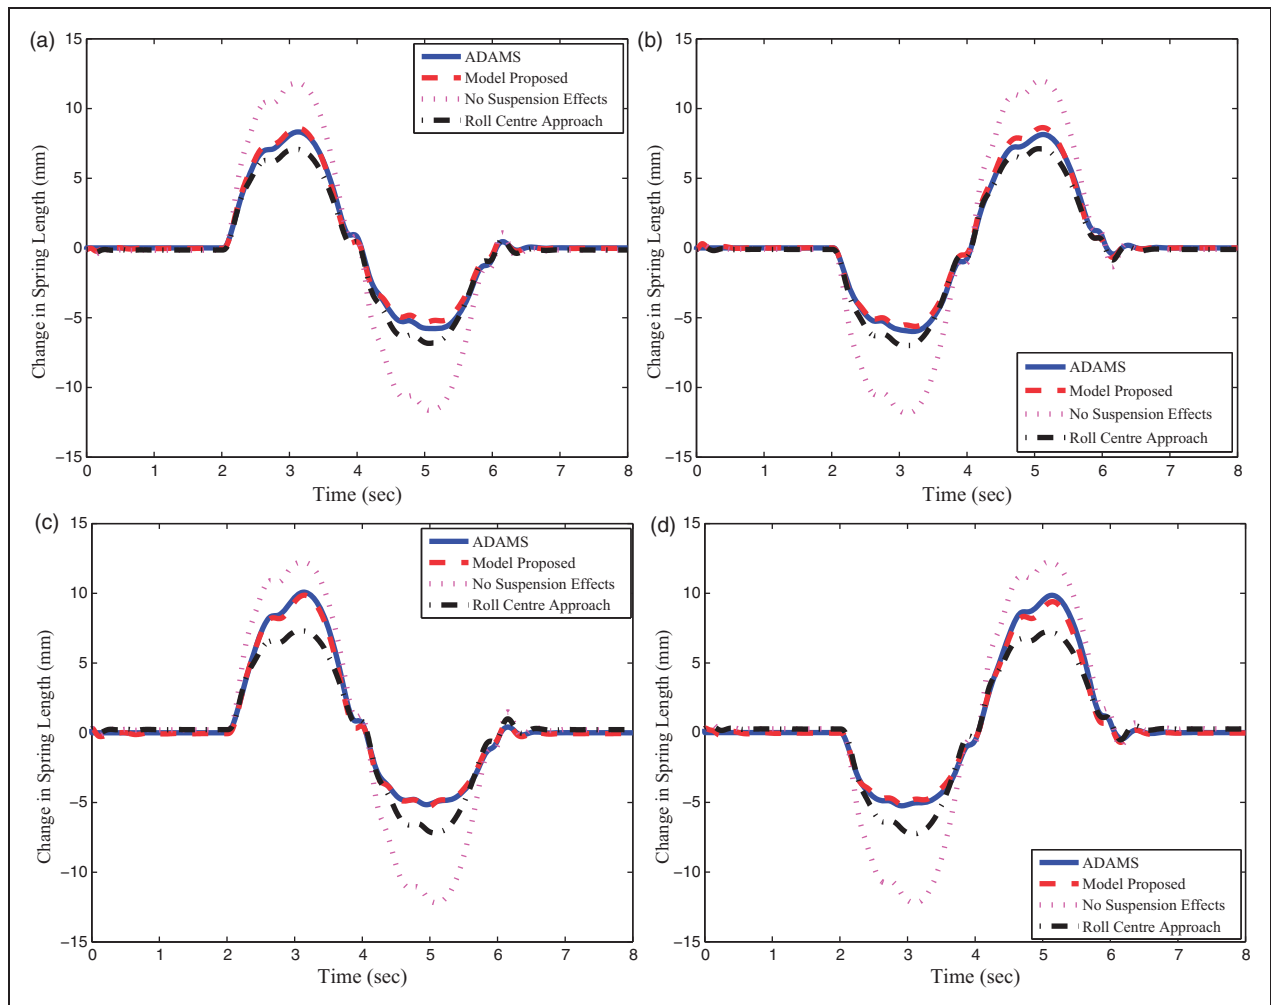 (a)
15
10
5
0
−5
−10
−15
Change in Spring Length (mm)
0 1 2 3 4 5 6 7 8
Time (sec)
ADAMS
Model Proposed
No Suspension Effects
Roll Centre Approach
(b)
15
10
5
0
−5
−10
−15
Change in Spring Length (mm)
0 1 2 3 4 5 6 7 8
Time (sec)
ADAMS
Model Proposed
No Suspension Effects
Roll Centre Approach
(c)
15
10
5
0
−5
−10
−15
Change in Spring Length (mm)
0 1 2 3 4 5 6 7 8
Time (sec)
ADAMS
Model Proposed
No Suspension Effects
Roll Centre Approach
(d)
15
10
5
0
−5
−10
−15
Change in Spring Length (mm)
0 1 2 3 4 5 6 7 8
Time (sec)
ADAMS
Model Proposed
No Suspension Effects
Roll Centre Approach